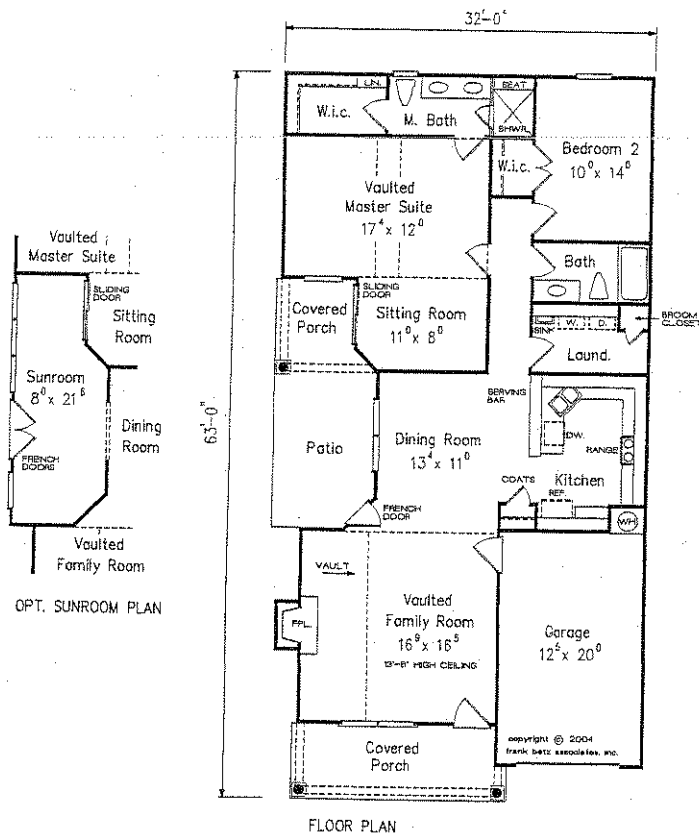 32'-0"
LN.
W.i.c.
M. Bath
SEAT
SHWR.
W.i.c.
Bedroom 2
10⁰ x 14⁰
Vaulted
Master Suite
17⁴ x 12⁰
Bath
SLIDING
DOOR
Covered
Porch
Sitting Room
11⁰ x 8⁰
SINK
W.
D.
BROOM
CLOSET
Laund.
63'-0"
Patio
Dining Room
13⁴ x 11⁰
SERVING
BAR
DW.
RANGE
Kitchen
COATS
REF.
WH
FRENCH
DOOR
VAULT
FPL.
Vaulted
Family Room
16⁹ x 16⁵
13'-8" HIGH CEILING
Garage
12⁵ x 20⁰
copyright © 2004
frank betz associates, inc.
Covered
Porch
FLOOR PLAN
Vaulted
Master Suite
SLIDING
DOOR
Sitting
Room
Sunroom
8⁰ x 21⁶
Dining
Room
FRENCH
DOORS
Vaulted
Family Room
OPT. SUNROOM PLAN